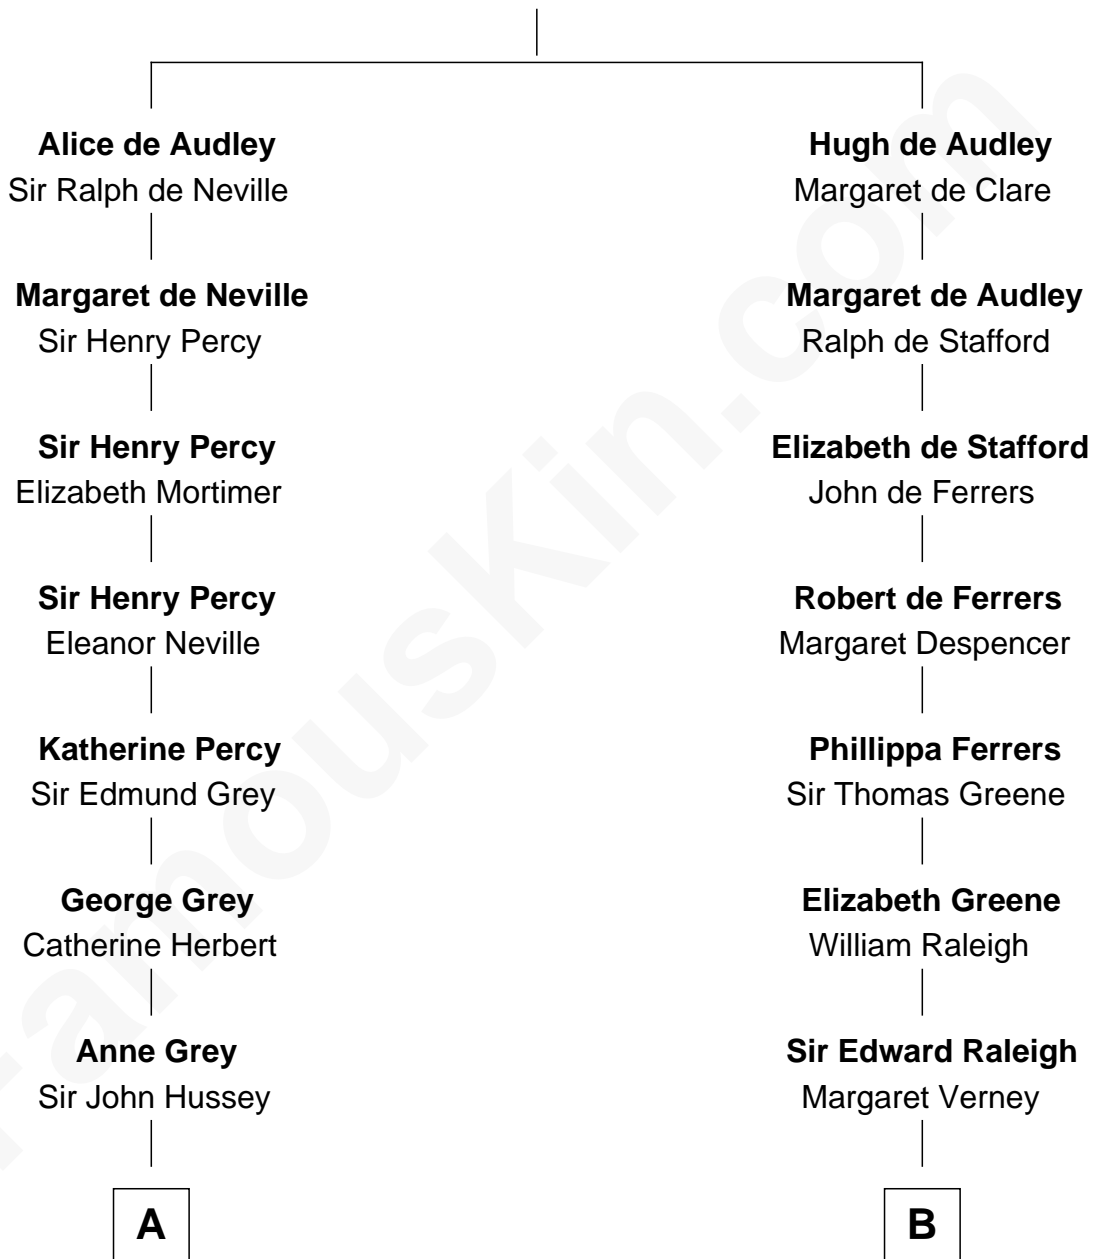 Alice de Audley
Sir Ralph de Neville
Margaret de Neville
Sir Henry Percy
Sir Henry Percy
Elizabeth Mortimer
Sir Henry Percy
Eleanor Neville
Katherine Percy
Sir Edmund Grey
George Grey
Catherine Herbert
Anne Grey
Sir John Hussey
A
Hugh de Audley
Margaret de Clare
Margaret de Audley
Ralph de Stafford
Elizabeth de Stafford
John de Ferrers
Robert de Ferrers
Margaret Despencer
Phillippa Ferrers
Sir Thomas Greene
Elizabeth Greene
William Raleigh
Sir Edward Raleigh
Margaret Verney
B
FamousKin.com